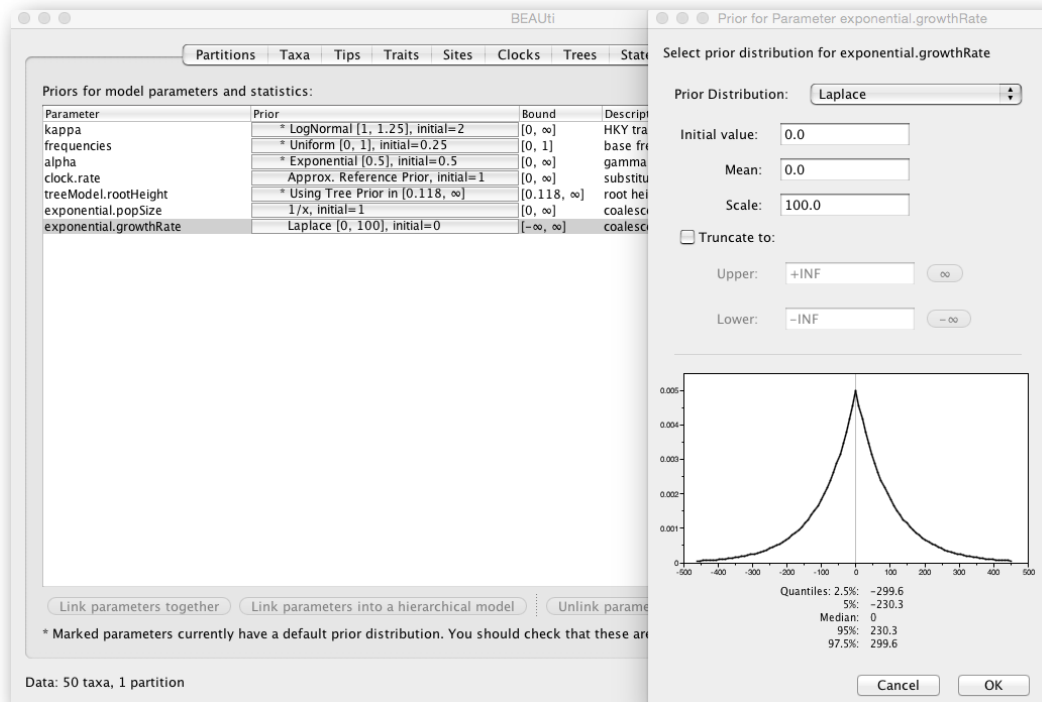 BEAUti
Partitions Taxa Tips Traits Sites Clocks Trees State
Priors for model parameters and statistics:
Parameter Prior Bound Descript
kappa * LogNormal [1, 1.25], initial=2 [0, ∞] HKY tra
frequencies * Uniform [0, 1], initial=0.25 [0, 1] base fre
alpha * Exponential [0.5], initial=0.5 [0, ∞] gamma
clock.rate Approx. Reference Prior, initial=1 [0, ∞] substitu
treeModel.rootHeight * Using Tree Prior in [0.118, ∞] [0.118, ∞] root hei
exponential.popSize 1/x, initial=1 [0, ∞] coalesc
exponential.growthRate Laplace [0, 100], initial=0 [-∞, ∞] coalesc
Link parameters together Link parameters into a hierarchical model Unlink parame
* Marked parameters currently have a default prior distribution. You should check that these are
Data: 50 taxa, 1 partition
Prior for Parameter exponential.growthRate
Select prior distribution for exponential.growthRate
Prior Distribution: Laplace
Initial value: 0.0
Mean: 0.0
Scale: 100.0
Truncate to:
Upper: +INF ∞
Lower: -INF -∞
0.005
0.004
0.003
0.002
0.001
0
-500 -400 -300 -200 -100 0 100 200 300 400 500
Quantiles: 2.5%: -299.6
5%: -230.3
Median: 0
95%: 230.3
97.5%: 299.6
Cancel OK